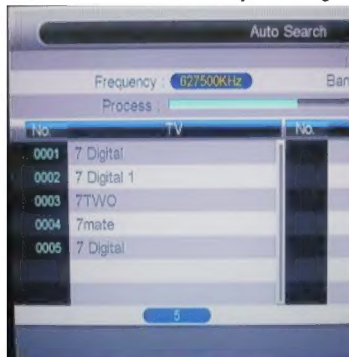 Auto Search
Frequency : 627500KHz Ban
Process :
No. TV No.
0001 7 Digital
0002 7 Digital 1
0003 7TWO
0004 7mate
0005 7 Digital
5